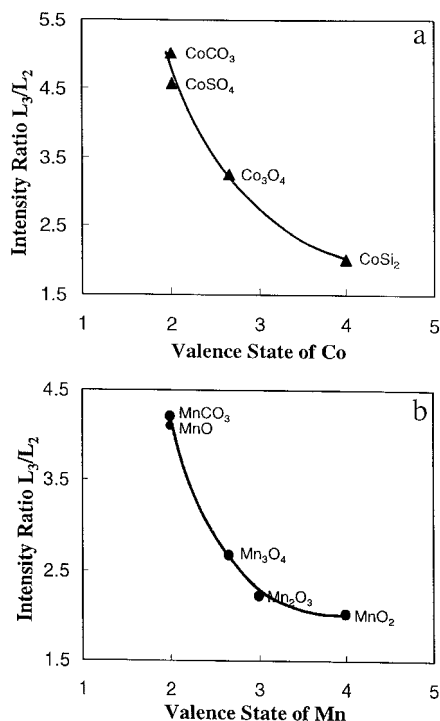 a
5.5
4.5
3.5
2.5
1.5
Intensity Ratio L₃/L₂
CoCO₃
CoSO₄
Co₃O₄
CoSi₂
1 2 3 4 5
Valence State of Co
b
4.5
3.5
2.5
1.5
Intensity Ratio L₃/L₂
MnCO₃
MnO
Mn₃O₄
Mn₂O₃
MnO₂
1 2 3 4 5
Valence State of Mn